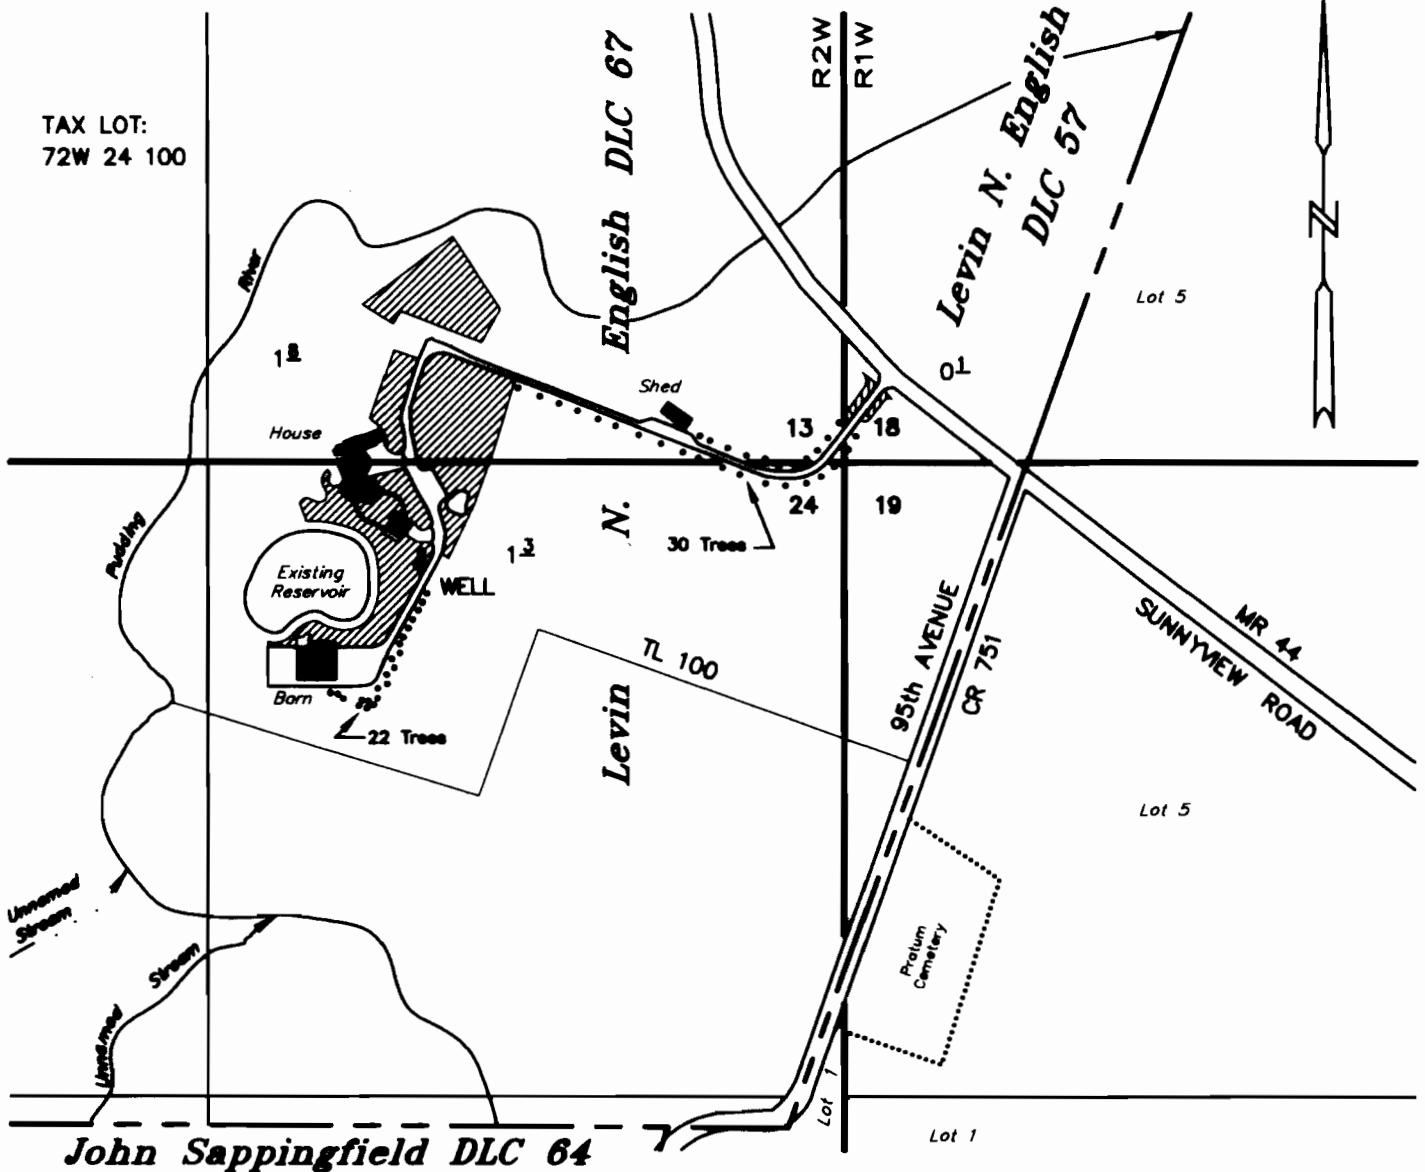 TAX LOT:
72W 24 100
English DLC 67
R2W
R1W
Levin N. English
DLC 57
N
Lot 5
River
1 8
Shed
0 1
House
13
18
24
19
N.
30 Trees
1 3
Pudding
Existing
Reservoir
WELL
TL 100
95th AVENUE
CR 751
MR 44
SUNNYVIEW ROAD
Barn
22 Trees
Levin
Lot 5
Unnamed
Stream
Unnamed
Stream
Pratum
Cemetery
Lot 1
Lot 1
John Sappingfield DLC 64